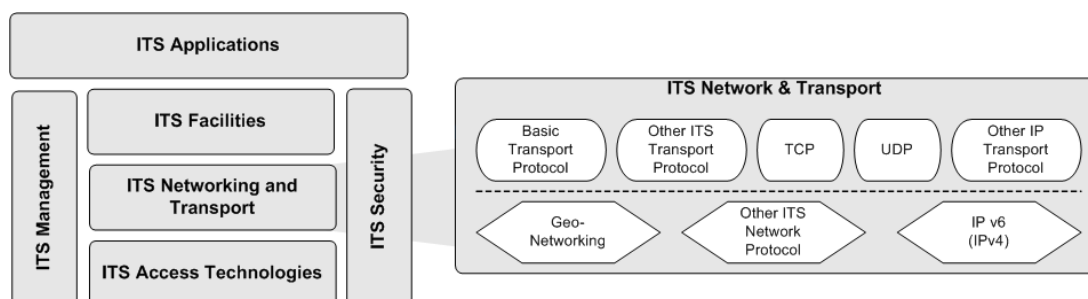 ITS Applications
ITS Management
ITS Facilities
ITS Networking and
Transport
ITS Access Technologies
ITS Security
ITS Network & Transport
Basic
Transport
Protocol
Other ITS
Transport
Protocol
TCP
UDP
Other IP
Transport
Protocol
Geo-
Networking
Other ITS
Network
Protocol
IP v6
(IPv4)